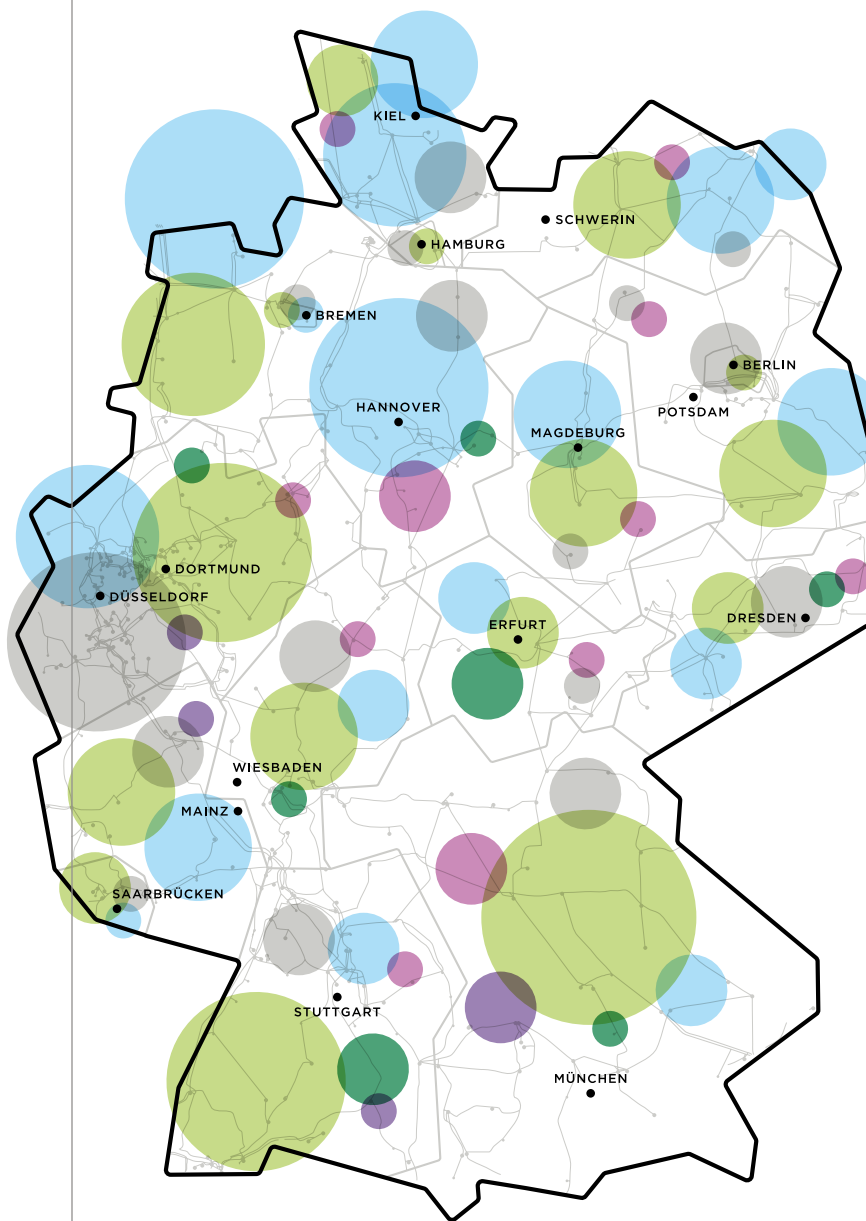 KIEL
SCHWERIN
HAMBURG
BREMEN
BERLIN
POTSDAM
HANNOVER
MAGDEBURG
DORTMUND
DÜSSELDORF
ERFURT
DRESDEN
WIESBADEN
MAINZ
SAARBRÜCKEN
STUTTGART
MÜNCHEN